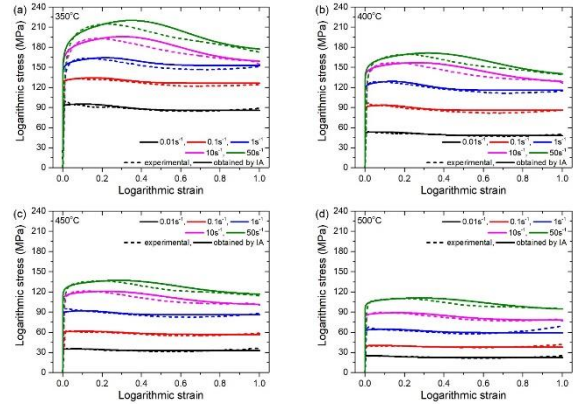 (a) 350°C
Logarithmic stress (MPa)
240
210
180
150
120
90
60
30
0
0.01s⁻¹, 0.1s⁻¹, 1s⁻¹
10s⁻¹, 50s⁻¹
experimental, obtained by IA
0.0 0.2 0.4 0.6 0.8 1.0
Logarithmic strain
(b) 400°C
Logarithmic stress (MPa)
240
210
180
150
120
90
60
30
0
0.01s⁻¹, 0.1s⁻¹, 1s⁻¹
10s⁻¹, 50s⁻¹
experimental, obtained by IA
0.0 0.2 0.4 0.6 0.8 1.0
Logarithmic strain
(c) 450°C
Logarithmic stress (MPa)
240
210
180
150
120
90
60
30
0
0.01s⁻¹, 0.1s⁻¹, 1s⁻¹
10s⁻¹, 50s⁻¹
experimental, obtained by IA
0.0 0.2 0.4 0.6 0.8 1.0
Logarithmic strain
(d) 500°C
Logarithmic stress (MPa)
240
210
180
150
120
90
60
30
0
0.01s⁻¹, 0.1s⁻¹, 1s⁻¹
10s⁻¹, 50s⁻¹
experimental, obtained by IA
0.0 0.2 0.4 0.6 0.8 1.0
Logarithmic strain